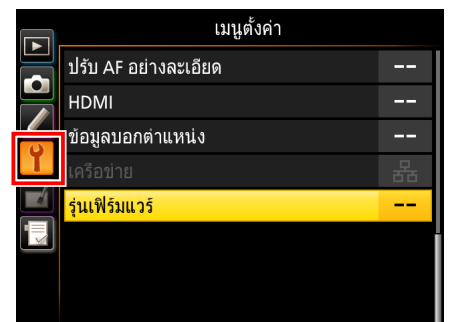 เมนูตั้งค่า
ปรับ AF อย่างละเอียด --
HDMI --
ข้อมูลบอกตำแหน่ง --
เครือข่าย
รุ่นเฟิร์มแวร์ --